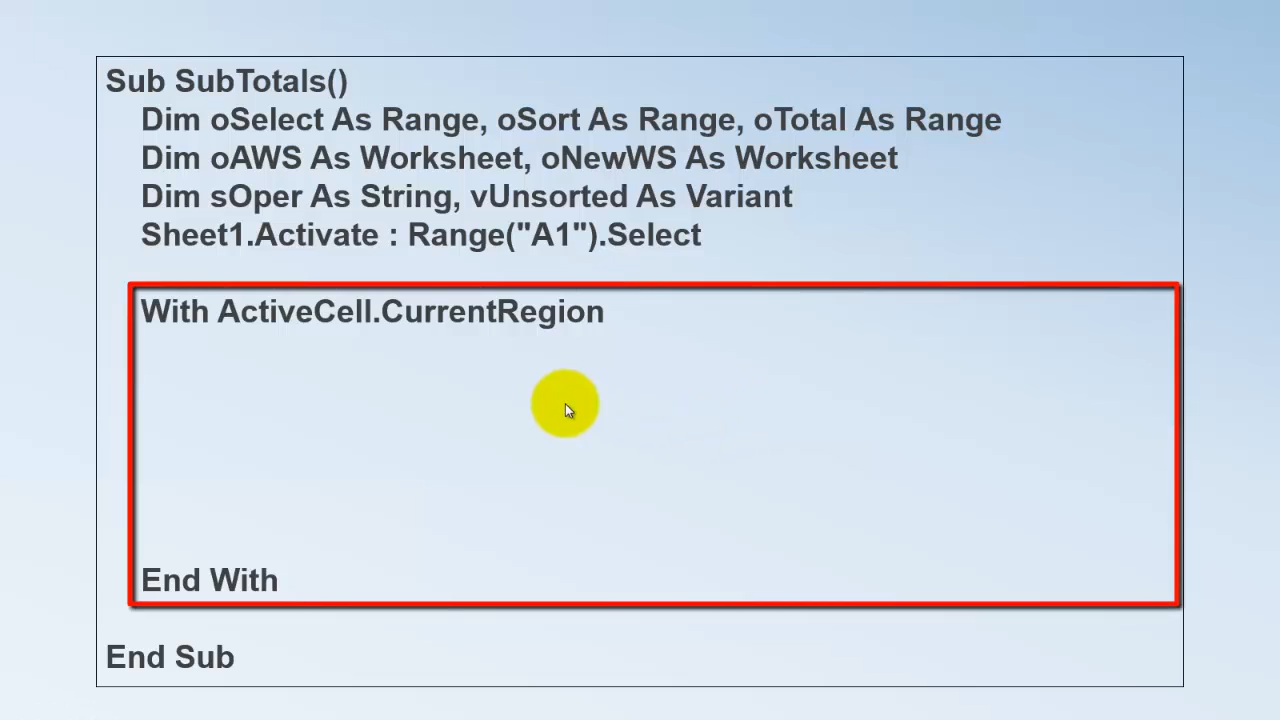 Sub SubTotals()
Dim oSelect As Range, oSort As Range, oTotal As Range
Dim oAWS As Worksheet, oNewWS As Worksheet
Dim sOper As String, vUnsorted As Variant
Sheet1.Activate : Range("A1").Select
With ActiveCell.CurrentRegion
End With
End Sub